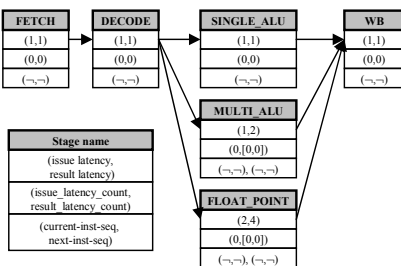 FETCH
(1,1)
(0,0)
(¬,¬)
DECODE
(1,1)
(0,0)
(¬,¬)
SINGLE_ALU
(1,1)
(0,0)
(¬,¬)
WB
(1,1)
(0,0)
(¬,¬)
MULTI_ALU
(1,2)
(0,[0,0])
(¬,¬), (¬,¬)
Stage name
(issue latency,
result latency)
(issue_latency_count,
result_latency_count)
(current-inst-seq,
next-inst-seq)
FLOAT_POINT
(2,4)
(0,[0,0])
(¬,¬), (¬,¬)